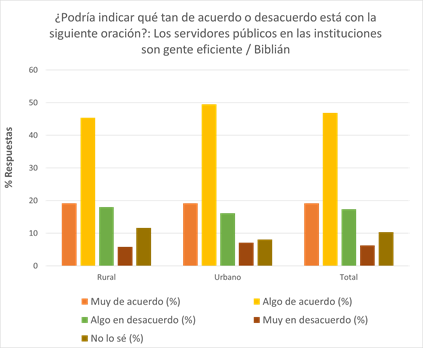 ¿Podría indicar qué tan de acuerdo o desacuerdo está con la
siguiente oración?: Los servidores públicos en las instituciones
son gente eficiente / Biblián
% Respuestas
60
50
40
30
20
10
0
Rural
Urbano
Total
Muy de acuerdo (%)
Algo de acuerdo (%)
Algo en desacuerdo (%)
Muy en desacuerdo (%)
No lo sé (%)